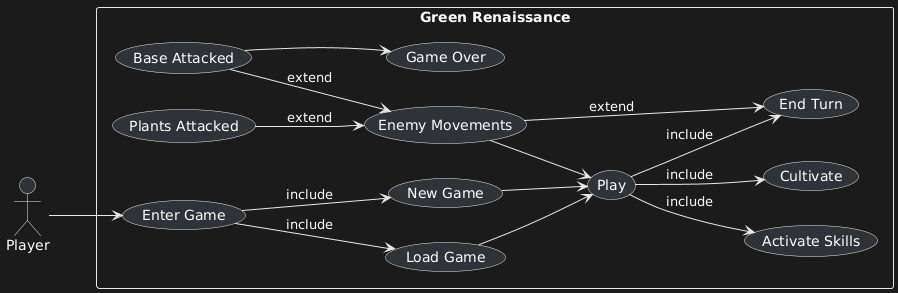 Green Renaissance
Base Attacked
Game Over
extend
Plants Attacked
extend
Enemy Movements
extend
End Turn
include
Player
Enter Game
include
New Game
Play
include
Cultivate
include
include
Load Game
Activate Skills